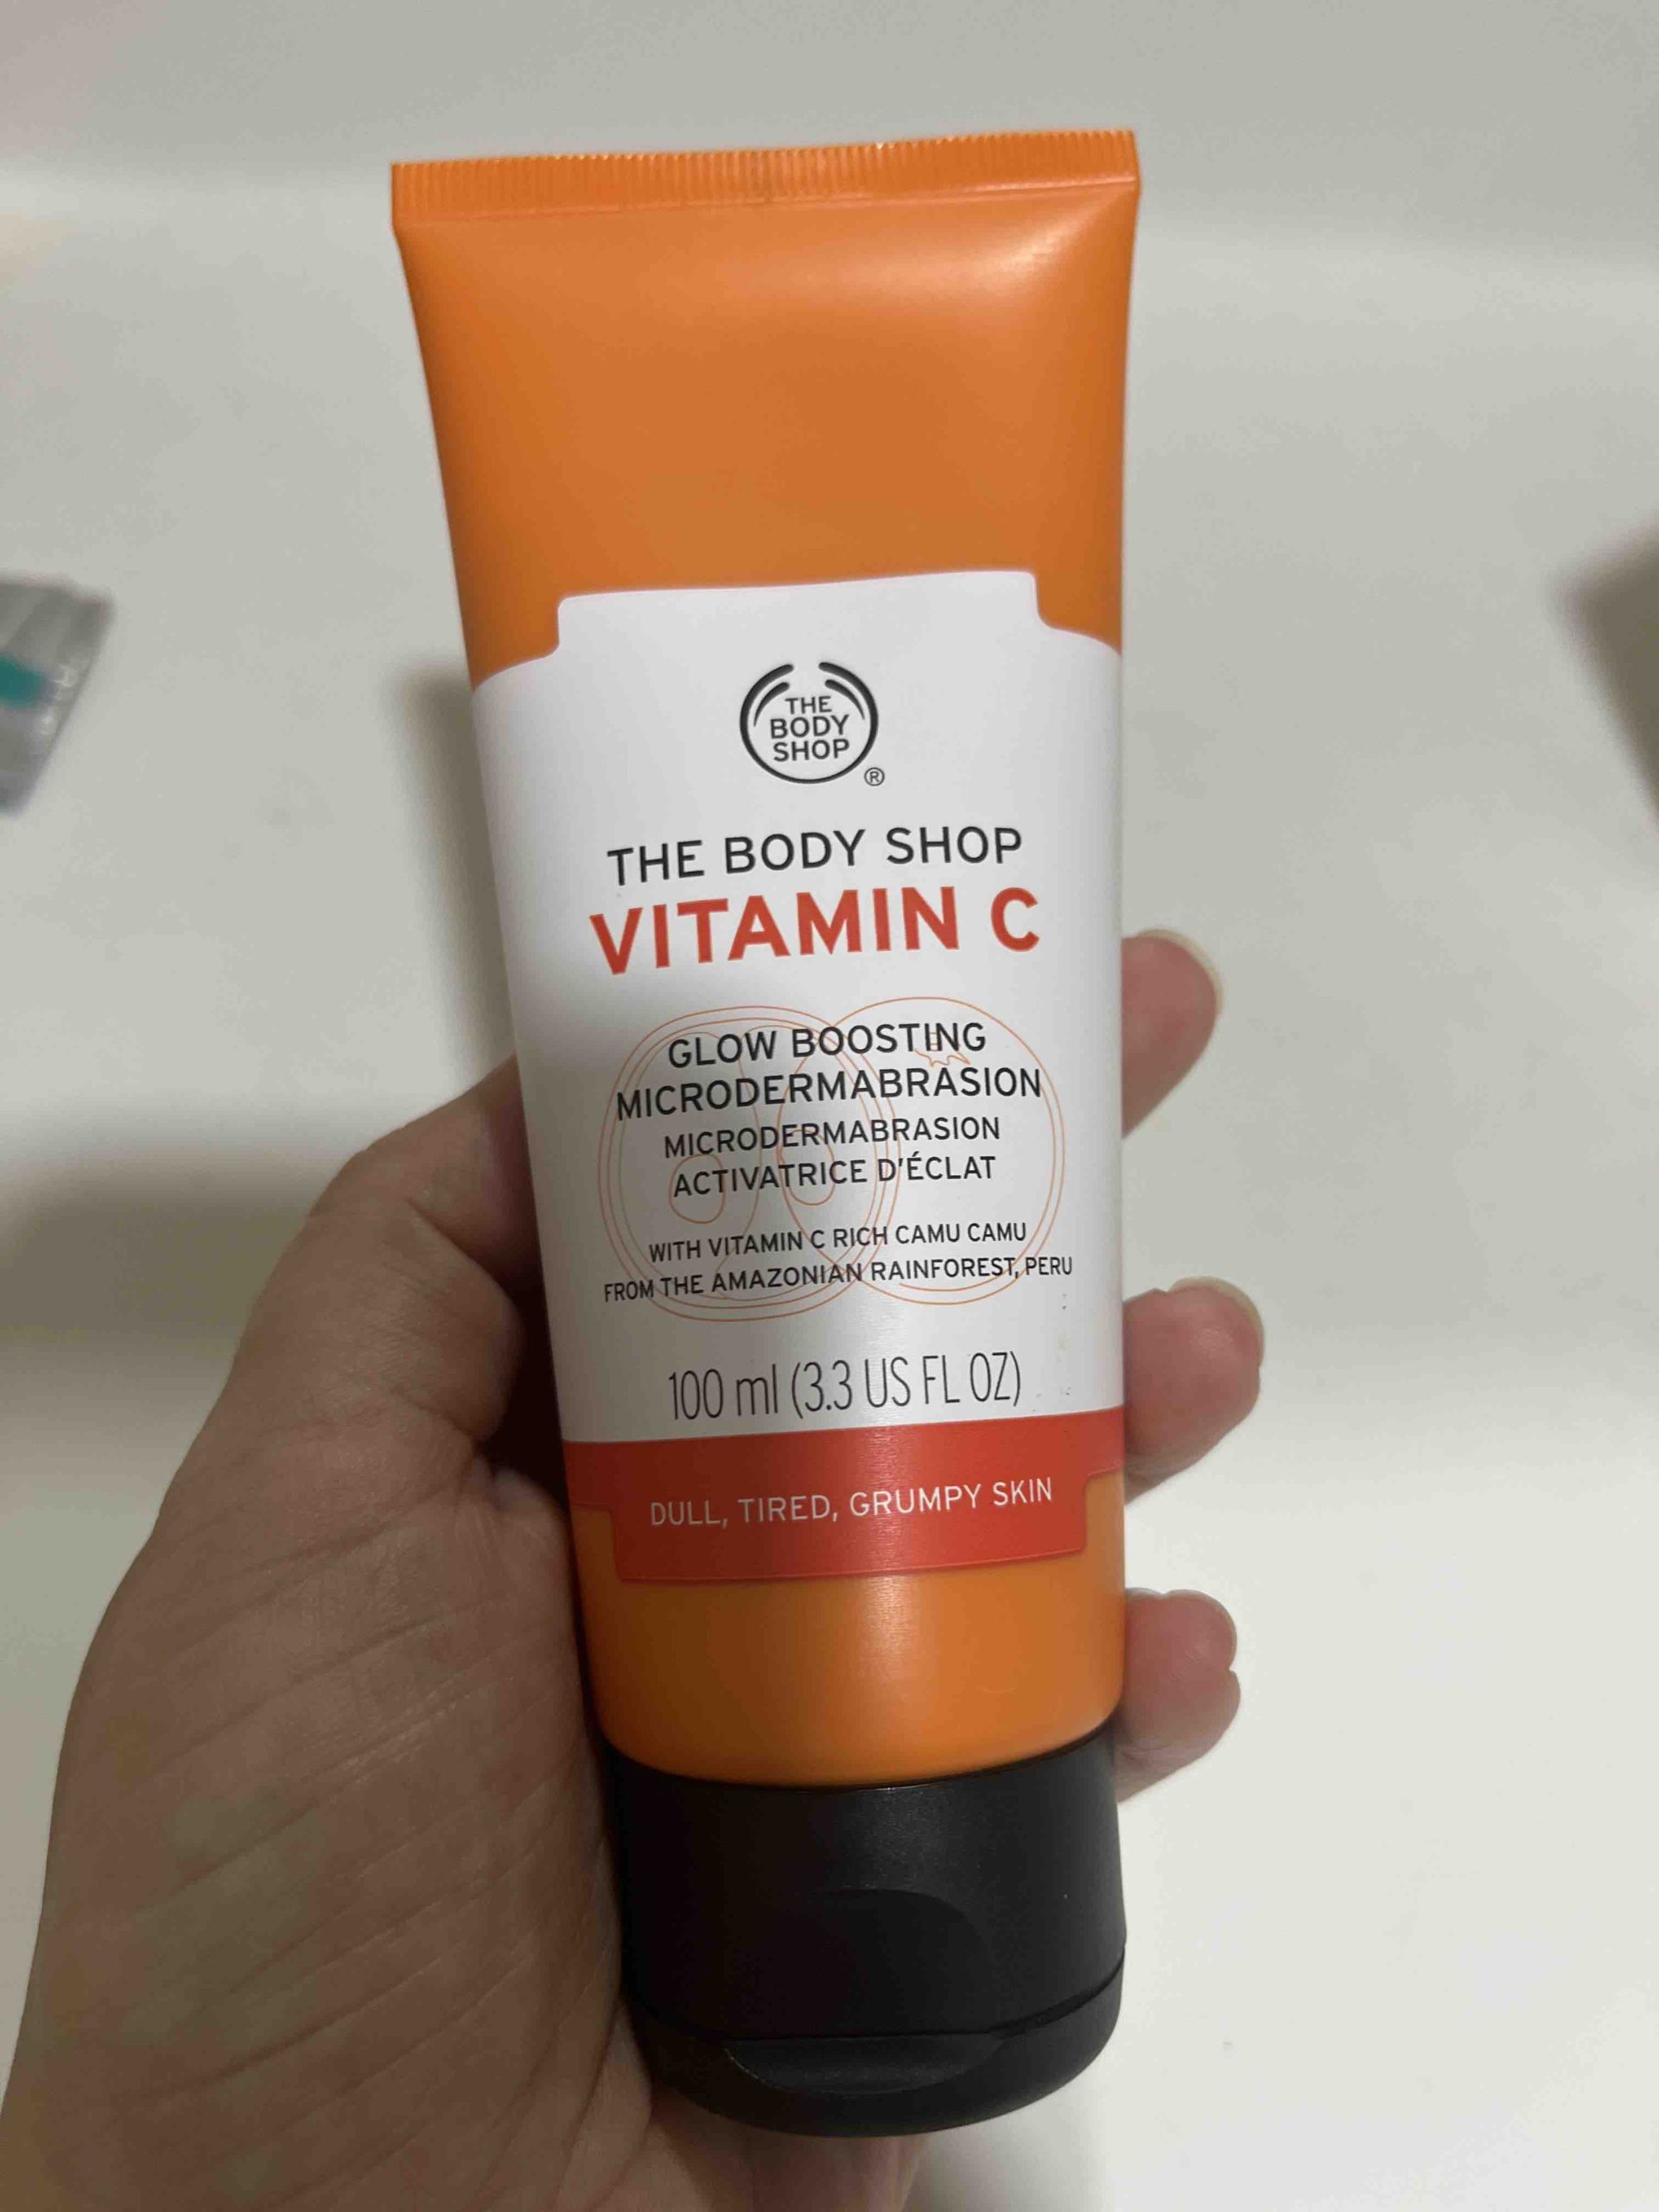 THE
BODY
SHOP
®
THE BODY SHOP
VITAMIN C
GLOW BOOSTING
MICRODERMABRASION
MICRODERMABRASION
ACTIVATRICE D'ÉCLAT
WITH VITAMIN C RICH CAMU CAMU
FROM THE AMAZONIAN RAINFOREST, PERU
100 ml (3.3 US FL OZ)
DULL, TIRED, GRUMPY SKIN